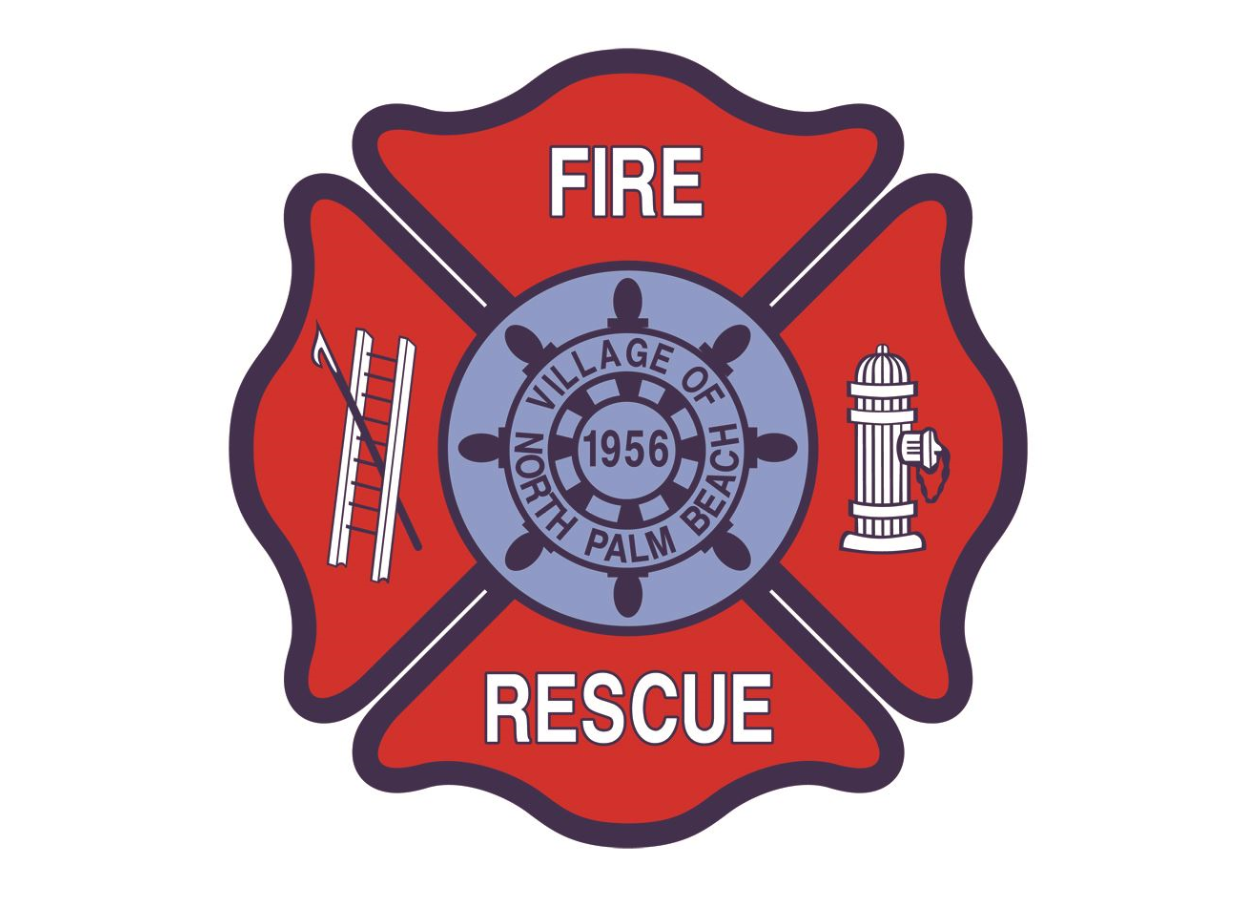 FIRE
VILLAGE OF
1956
NORTH PALM BEACH
RESCUE